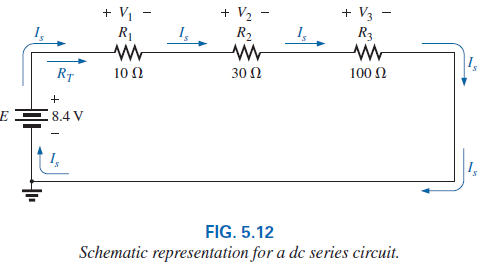 + V1 − + V2 − + V3 −
Is R1 Is R2 Is R3 Is
RT 10 Ω 30 Ω 100 Ω
+
E 8.4 V
−
Is Is
FIG. 5.12
Schematic representation for a dc series circuit.